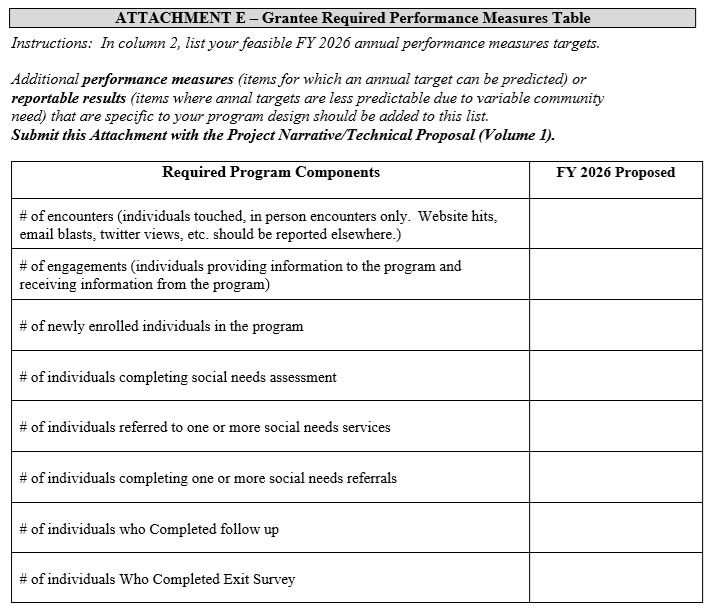 ATTACHMENT E – Grantee Required Performance Measures Table
Instructions:  In column 2, list your feasible FY 2026 annual performance measures targets.
Additional performance measures (items for which an annual target can be predicted) or
reportable results (items where annal targets are less predictable due to variable community
need) that are specific to your program design should be added to this list.
Submit this Attachment with the Project Narrative/Technical Proposal (Volume 1).
Required Program Components
FY 2026 Proposed
# of encounters (individuals touched, in person encounters only.  Website hits,
email blasts, twitter views, etc. should be reported elsewhere.)
# of engagements (individuals providing information to the program and
receiving information from the program)
# of newly enrolled individuals in the program
# of individuals completing social needs assessment
# of individuals referred to one or more social needs services
# of individuals completing one or more social needs referrals
# of individuals who Completed follow up
# of individuals Who Completed Exit Survey